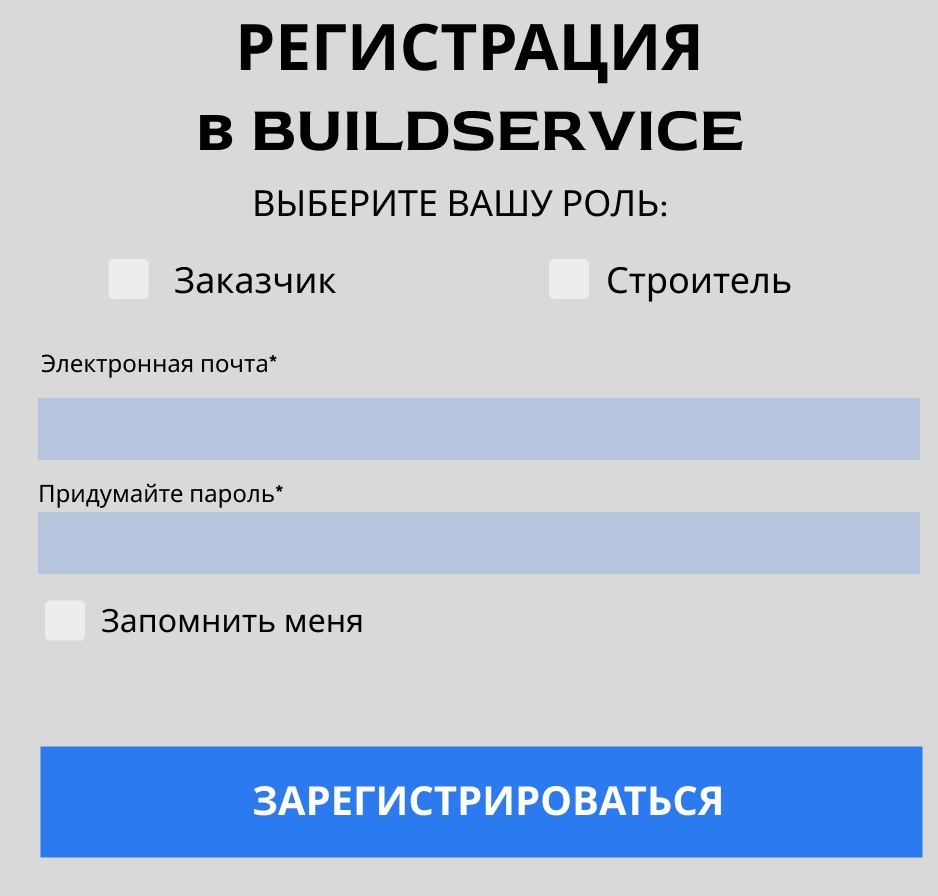 РЕГИСТРАЦИЯ
в BUILDSERVICE
ВЫБЕРИТЕ ВАШУ РОЛЬ:
Заказчик Строитель
Электронная почта*
Придумайте пароль*
Запомнить меня
ЗАРЕГИСТРИРОВАТЬСЯ